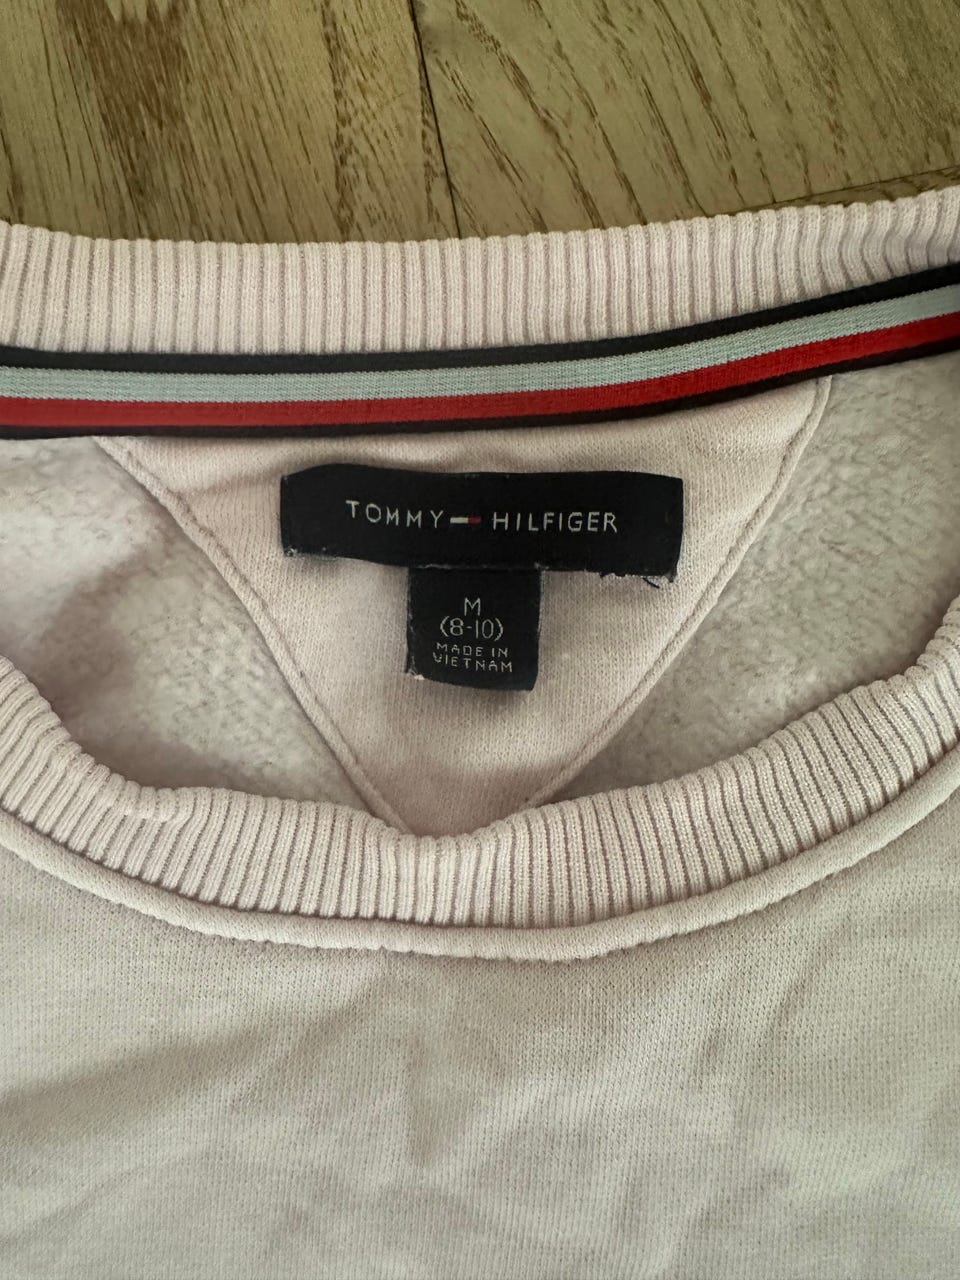 TOMMY HILFIGER
M
(8-10)
MADE IN
VIETNAM